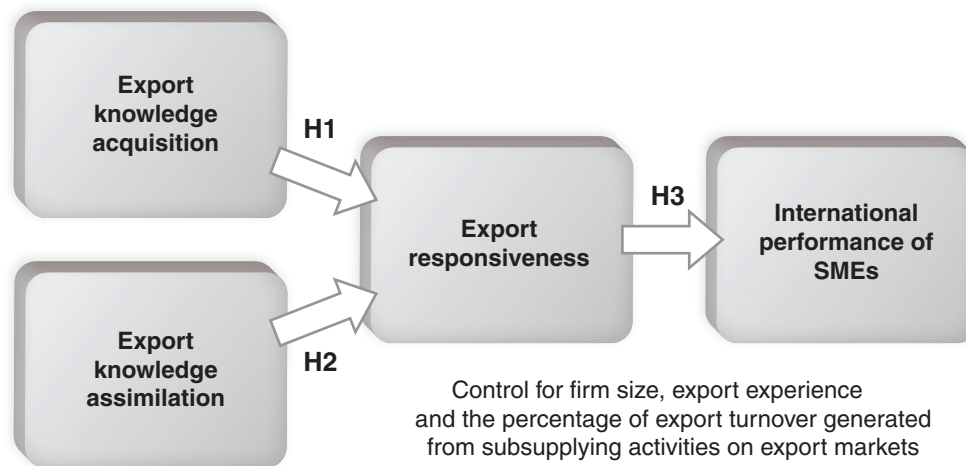 Export
knowledge
acquisition
H1
Export
responsiveness
H3
International
performance of
SMEs
Export
knowledge
assimilation
H2
Control for firm size, export experience
and the percentage of export turnover generated
from subsupplying activities on export markets